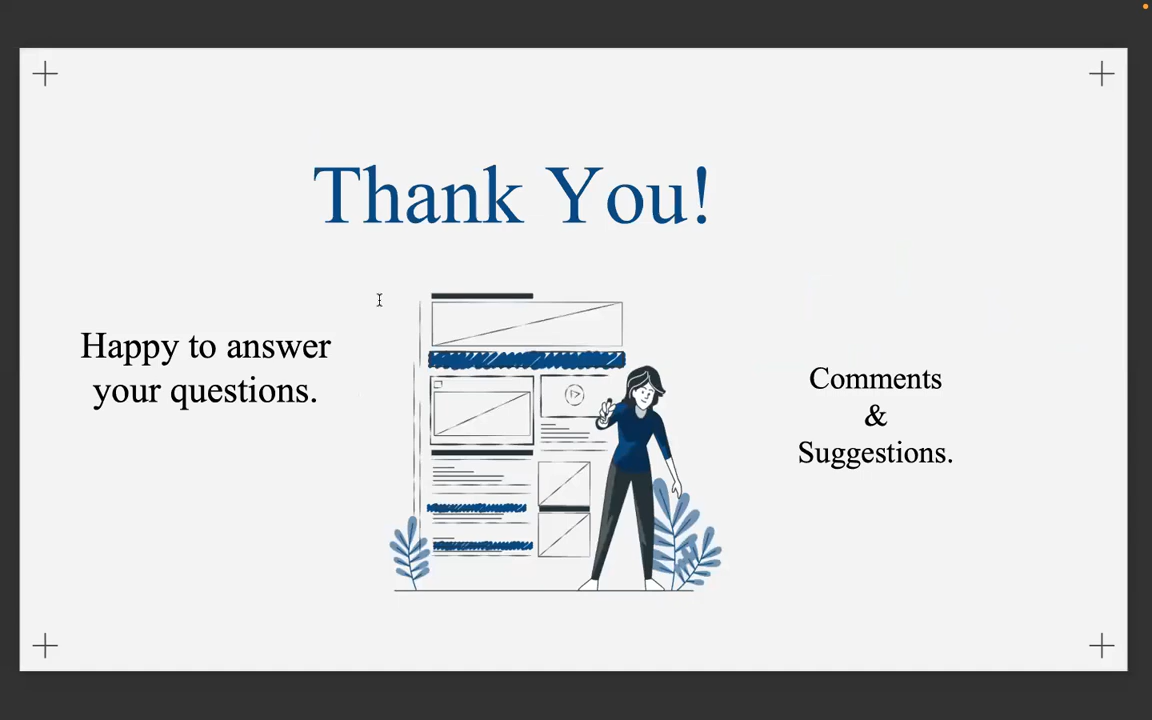 Thank You!
Happy to answer
your questions.
Comments
&
Suggestions.